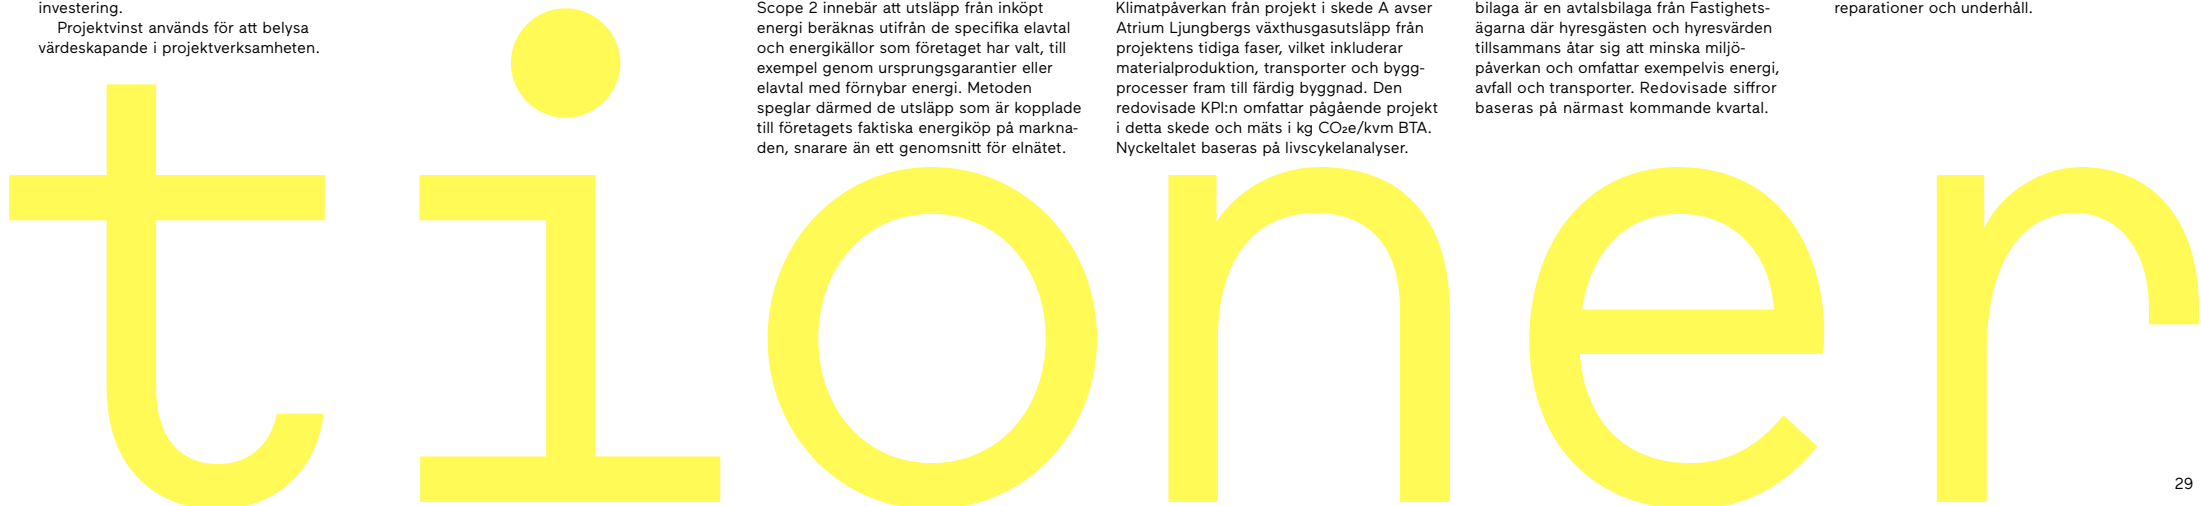 investering.
Projektvinst används för att belysa
värdeskapande i projektverksamheten.
Scope 2 innebär att utsläpp från inköpt
energi beräknas utifrån de specifika elavtal
och energikällor som företaget har valt, till
exempel genom ursprungsgarantier eller
elavtal med förnybar energi. Metoden
speglar därmed de utsläpp som är kopplade
till företagets faktiska energiköp på markna-
den, snarare än ett genomsnitt för elnätet.
Klimatpåverkan från projekt i skede A avser
Atrium Ljungbergs växthusgasutsläpp från
projektens tidiga faser, vilket inkluderar
materialproduktion, transporter och bygg-
processer fram till färdig byggnad. Den
redovisade KPI:n omfattar pågående projekt
i detta skede och mäts i kg CO₂e/kvm BTA.
Nyckeltalet baseras på livscykelanalyser.
bilaga är en avtalsbilaga från Fastighets-
ägarna där hyresgästen och hyresvärden
tillsammans åtar sig att minska miljö-
påverkan och omfattar exempelvis energi,
avfall och transporter. Redovisade siffror
baseras på närmast kommande kvartal.
reparationer och underhåll.
tioner
29